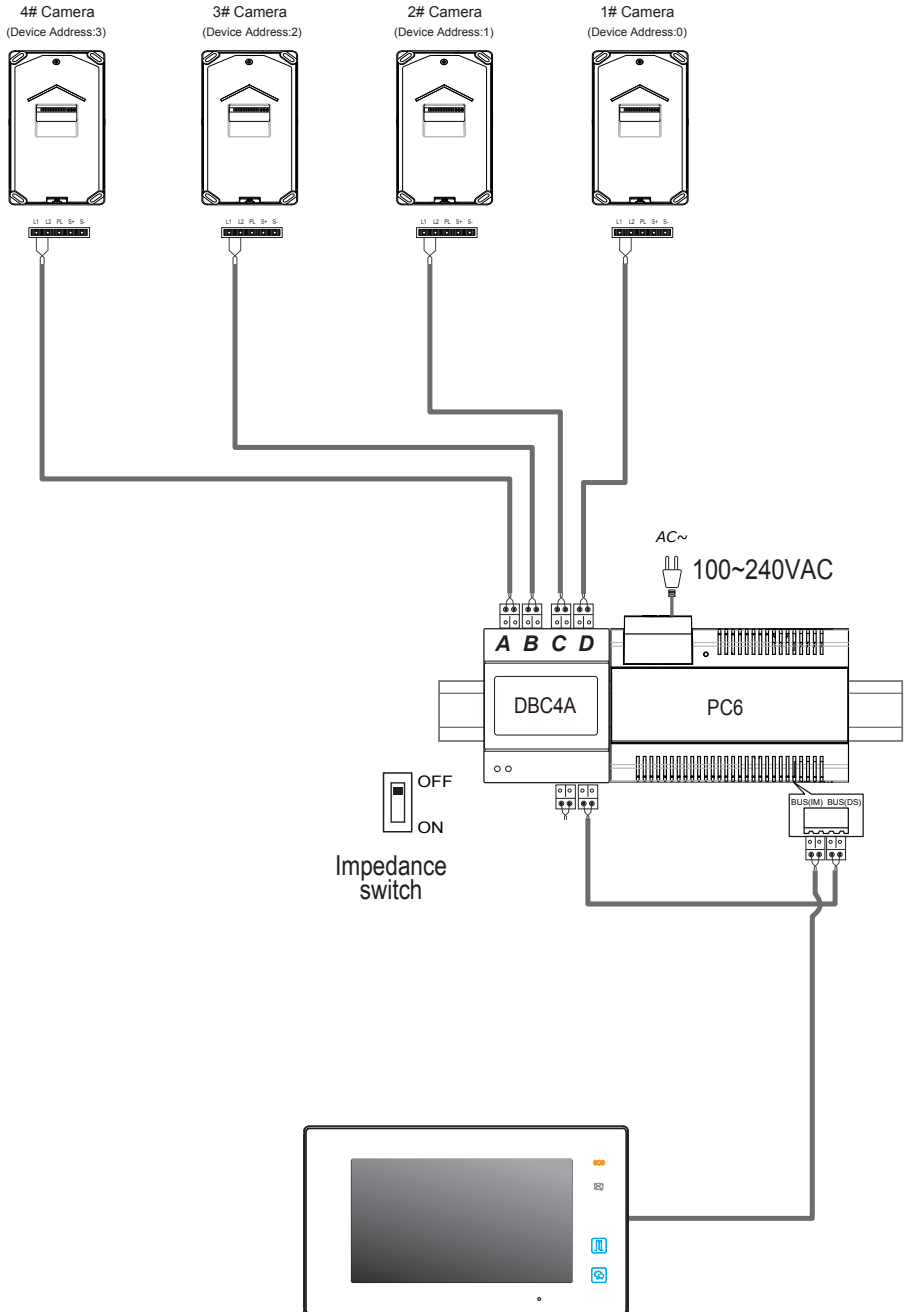 4# Camera
(Device Address:3)
3# Camera
(Device Address:2)
2# Camera
(Device Address:1)
1# Camera
(Device Address:0)
L1 L2 PL S+ S-
L1 L2 PL S+ S-
L1 L2 PL S+ S-
L1 L2 PL S+ S-
AC~
100~240VAC
A B C D
DBC4A
PC6
OFF
ON
Impedance
switch
BUS(IM) BUS(DS)
SOS